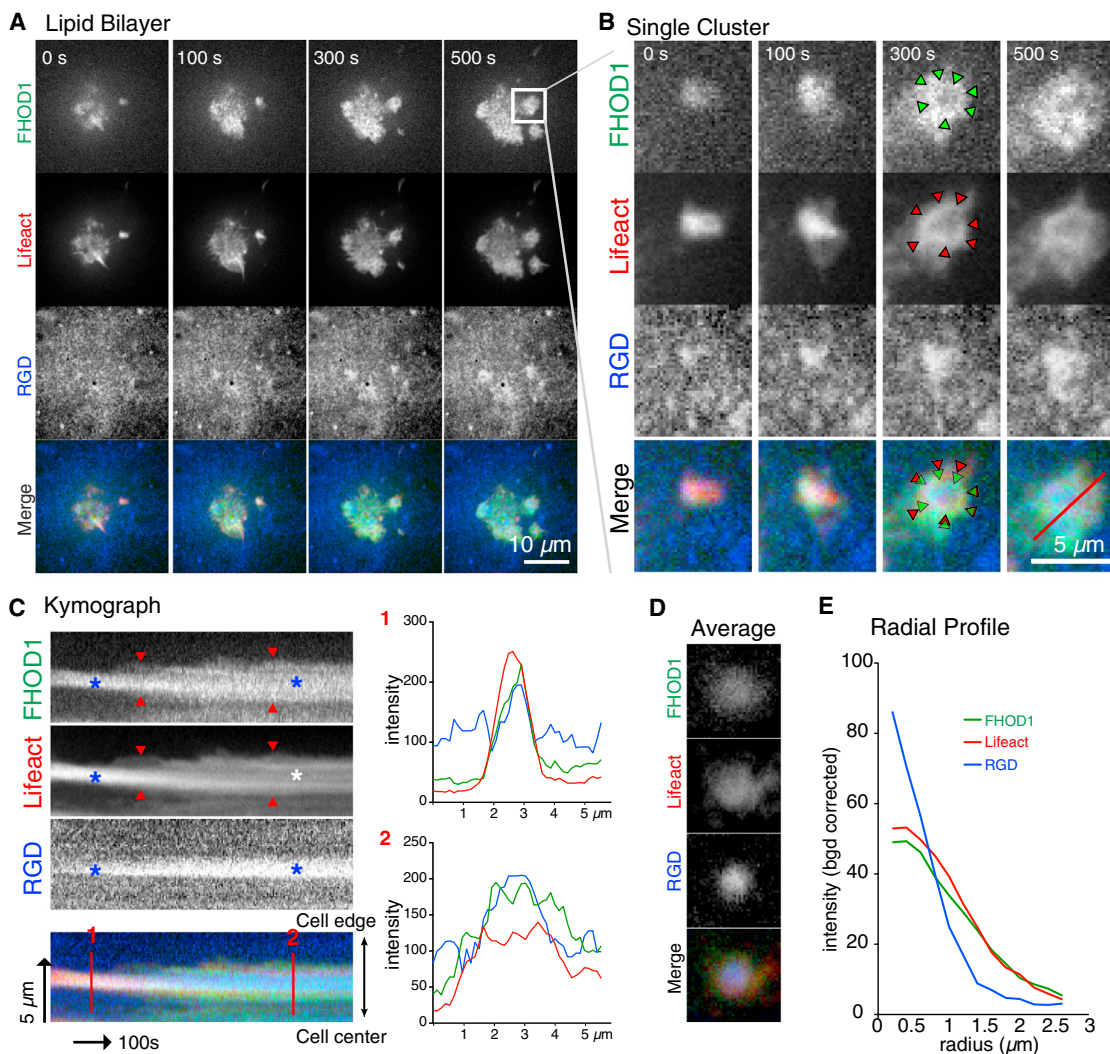 A Lipid Bilayer
0 s 100 s 300 s 500 s
FHOD1
Lifeact
RGD
Merge
10 µm
B Single Cluster
0 s 100 s 300 s 500 s
FHOD1
Lifeact
RGD
Merge
5 µm
C Kymograph
FHOD1
Lifeact
RGD
Cell edge
1 2
5 µm
Cell center
100s
1
300
200
100
0
intensity
1 2 3 4 5 µm
2
250
200
150
100
50
0
intensity
1 2 3 4 5 µm
D Average
FHOD1
Lifeact
RGD
Merge
E Radial Profile
100
80
60
40
20
0
intensity (bgd corrected)
FHOD1
Lifeact
RGD
0 0.5 1 1.5 2 2.5 3
radius (µm)